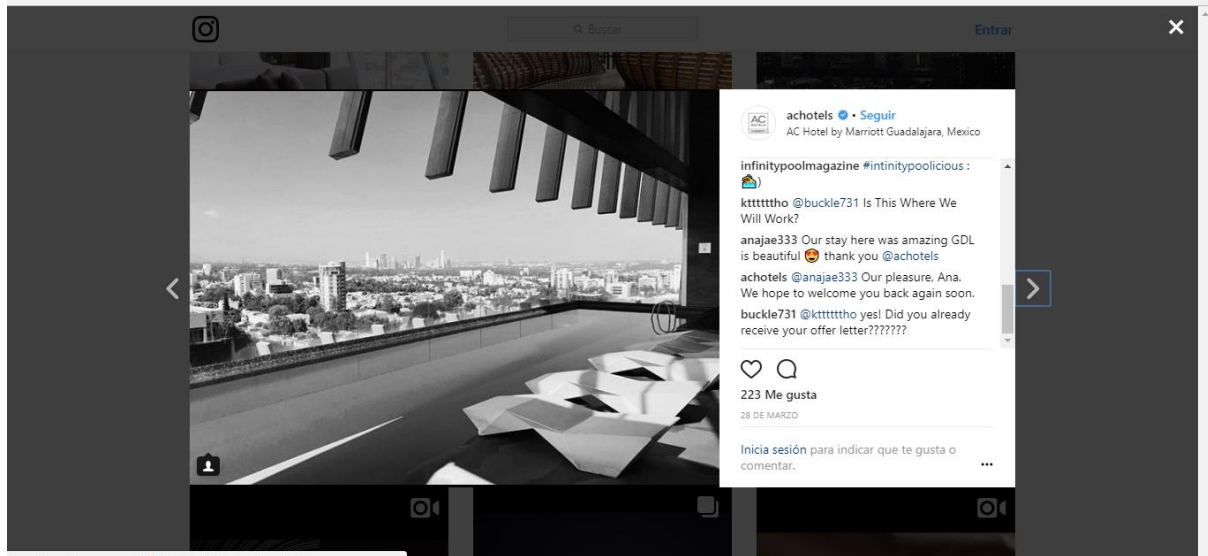 Buscar
Entrar
achotels • Seguir
AC Hotel by Marriott Guadalajara, Mexico
infinitypoolmagazine #intinitypoolicious :
)
ktttttтho @buckle731 Is This Where We
Will Work?
anajae333 Our stay here was amazing GDL
is beautiful 😍 thank you @achotels
achotels @anajae333 Our pleasure, Ana.
We hope to welcome you back again soon.
buckle731 @kttttttho yes! Did you already
receive your offer letter???????
223 Me gusta
28 DE MARZO
Inicia sesión para indicar que te gusta o
comentar.
AC